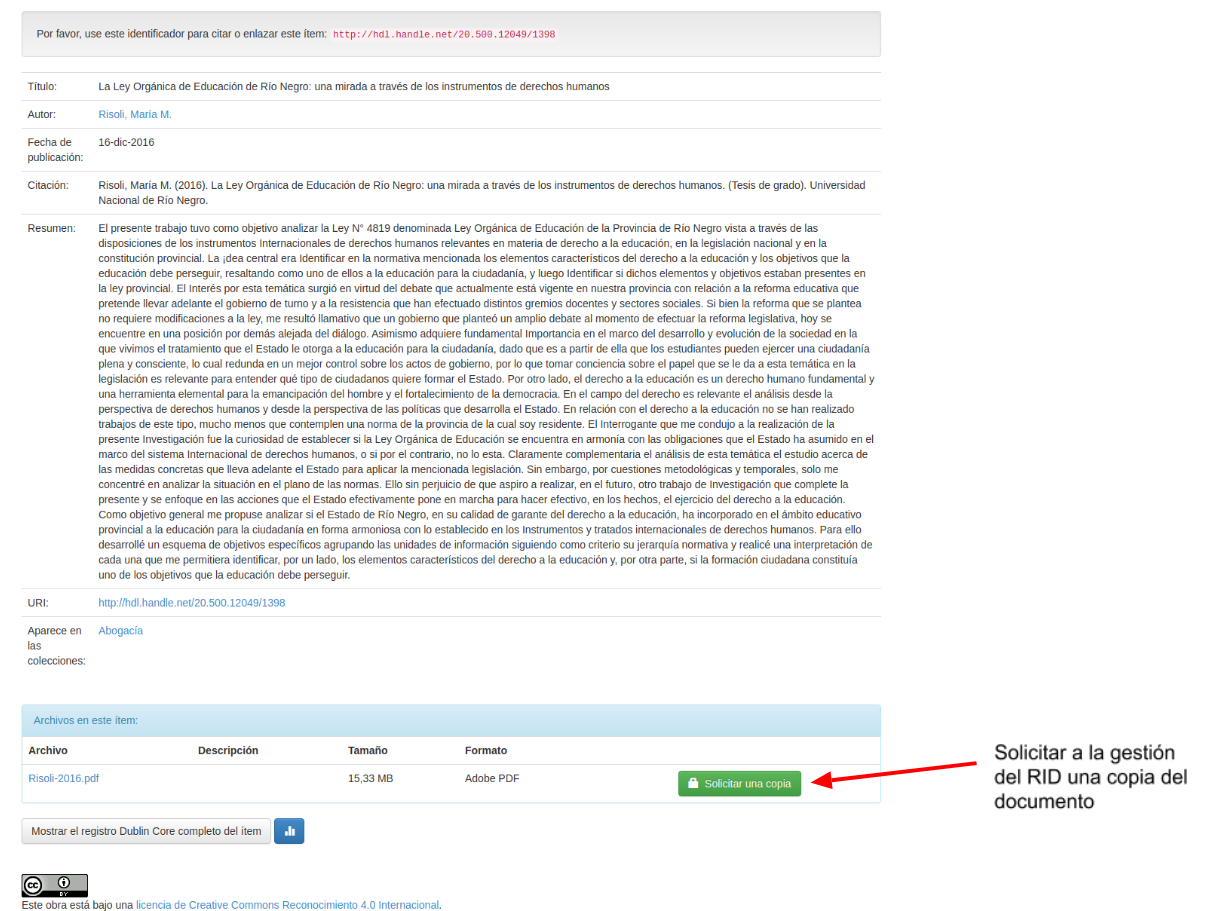 Por favor, use este identificador para citar o enlazar este ítem: http://hdl.handle.net/20.500.12049/1398
Título: La Ley Orgánica de Educación de Río Negro: una mirada a través de los instrumentos de derechos humanos
Autor: Risoli, María M.
Fecha de publicación: 16-dic-2016
Citación: Risoli, María M. (2016). La Ley Orgánica de Educación de Río Negro: una mirada a través de los instrumentos de derechos humanos. (Tesis de grado). Universidad
Nacional de Río Negro.
Resumen: El presente trabajo tuvo como objetivo analizar la Ley N° 4819 denominada Ley Orgánica de Educación de la Provincia de Río Negro vista a través de las
disposiciones de los instrumentos Internacionales de derechos humanos relevantes en materia de derecho a la educación, en la legislación nacional y en la
constitución provincial. La ¡dea central era Identificar en la normativa mencionada los elementos característicos del derecho a la educación y los objetivos que la
educación debe perseguir, resaltando como uno de ellos a la educación para la ciudadanía, y luego Identificar si dichos elementos y objetivos estaban presentes en
la ley provincial. El Interés por esta temática surgió en virtud del debate que actualmente está vigente en nuestra provincia con relación a la reforma educativa que
pretende llevar adelante el gobierno de turno y a la resistencia que han efectuado distintos gremios docentes y sectores sociales. Si bien la reforma que se plantea
no requiere modificaciones a la ley, me resultó llamativo que un gobierno que planteó un amplio debate al momento de efectuar la reforma legislativa, hoy se
encuentre en una posición por demás alejada del diálogo. Asimismo adquiere fundamental Importancia en el marco del desarrollo y evolución de la sociedad en la
que vivimos el tratamiento que el Estado le otorga a la educación para la ciudadanía, dado que es a partir de ella que los estudiantes pueden ejercer una ciudadanía
plena y consciente, lo cual redunda en un mejor control sobre los actos de gobierno, por lo que tomar conciencia sobre el papel que se le da a esta temática en la
legislación es relevante para entender qué tipo de ciudadanos quiere formar el Estado. Por otro lado, el derecho a la educación es un derecho humano fundamental y
una herramienta elemental para la emancipación del hombre y el fortalecimiento de la democracia. En el campo del derecho es relevante el análisis desde la
perspectiva de derechos humanos y desde la perspectiva de las políticas que desarrolla el Estado. En relación con el derecho a la educación no se han realizado
trabajos de este tipo, mucho menos que contemplen una norma de la provincia de la cual soy residente. El Interrogante que me condujo a la realización de la
presente Investigación fue la curiosidad de establecer si la Ley Orgánica de Educación se encuentra en armonía con las obligaciones que el Estado ha asumido en el
marco del sistema Internacional de derechos humanos, o si por el contrario, no lo esta. Claramente complementaria el análisis de esta temática el estudio acerca de
las medidas concretas que lleva adelante el Estado para aplicar la mencionada legislación. Sin embargo, por cuestiones metodológicas y temporales, solo me
concentré en analizar la situación en el plano de las normas. Ello sin perjuicio de que aspiro a realizar, en el futuro, otro trabajo de Investigación que complete la
presente y se enfoque en las acciones que el Estado efectivamente pone en marcha para hacer efectivo, en los hechos, el ejercicio del derecho a la educación.
Como objetivo general me propuse analizar si el Estado de Río Negro, en su calidad de garante del derecho a la educación, ha incorporado en el ámbito educativo
provincial a la educación para la ciudadanía en forma armoniosa con lo establecido en los Instrumentos y tratados internacionales de derechos humanos. Para ello
desarrollé un esquema de objetivos específicos agrupando las unidades de información siguiendo como criterio su jerarquía normativa y realicé una interpretación de
cada una que me permitiera identificar, por un lado, los elementos característicos del derecho a la educación y, por otra parte, si la formación ciudadana constituía
uno de los objetivos que la educación debe perseguir.
URI: http://hdl.handle.net/20.500.12049/1398
Aparece en las colecciones: Abogacía
Archivos en este ítem:
Archivo Descripción Tamaño Formato
Risoli-2016.pdf 15,33 MB Adobe PDF Solicitar una copia
Solicitar a la gestión
del RID una copia del
documento
Mostrar el registro Dublin Core completo del ítem
cc BY
Este obra está bajo una licencia de Creative Commons Reconocimiento 4.0 Internacional.